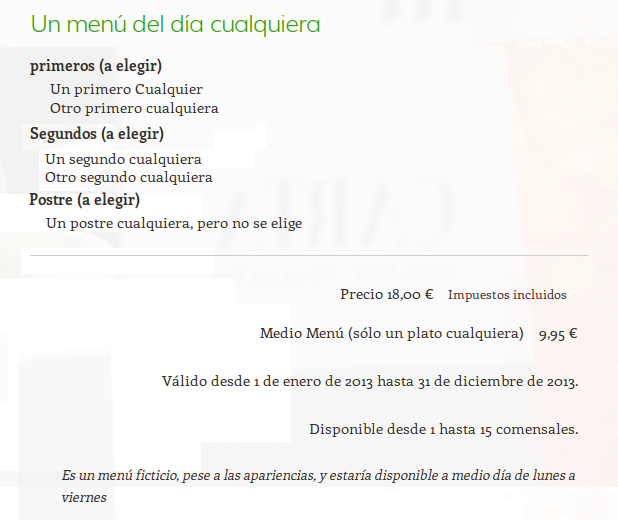 Un menú del día cualquiera
primeros (a elegir)
Un primero Cualquier
Otro primero cualquiera
Segundos (a elegir)
Un segundo cualquiera
Otro segundo cualquiera
Postre (a elegir)
Un postre cualquiera, pero no se elige
CARTA
Precio 18,00 € Impuestos incluidos
Medio Menú (sólo un plato cualquiera) 9,95 €
Válido desde 1 de enero de 2013 hasta 31 de diciembre de 2013.
Disponible desde 1 hasta 15 comensales.
Es un menú ficticio, pese a las apariencias, y estaría disponible a medio día de lunes a
viernes